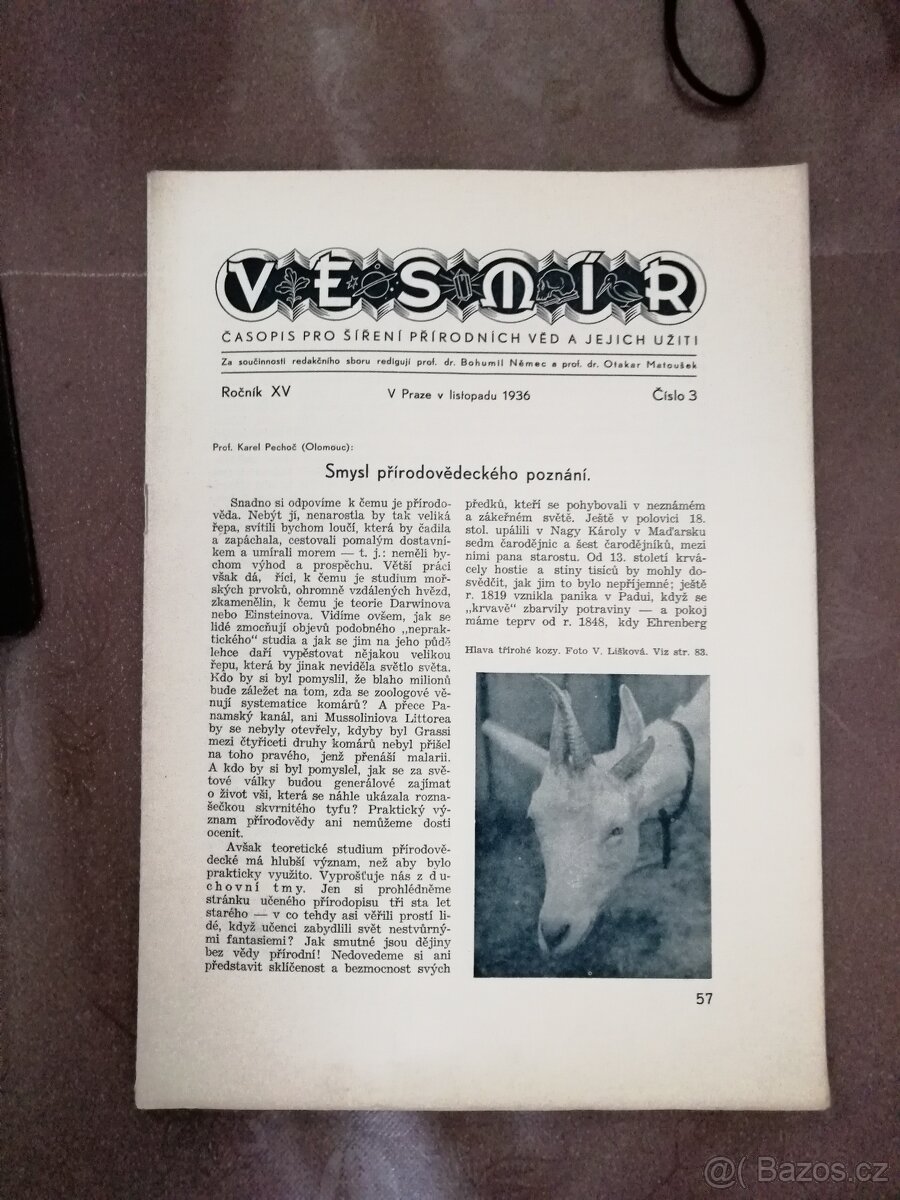 VESMÍR
ČASOPIS PRO ŠÍŘENÍ PŘÍRODNÍCH VĚD A JEJICH UŽITI
Za součinnosti redakčního sboru redigují prof. dr. Bohumil Němec a prof. dr. Otakar Matoušek
Ročník XV
V Praze v listopadu 1936
Číslo 3
Prof. Karel Pechoč (Olomouc):
Smysl přírodovědeckého poznání.
Snadno si odpovíme k čemu je přírodo-
věda. Nebýt jí, nenarostla by tak veliká
řepa, svítili bychom loučí, která by čadila
a zapáchala, cestovali pomalým dostavní-
kem a umírali morem — t. j.: neměli by-
chom výhod a prospěchu. Větší práci
však dá, říci, k čemu je studium moř-
ských prvoků, ohromně vzdálených hvězd,
zkamenělin, k čemu je teorie Darwinova
nebo Einsteinova. Vidíme ovšem, jak se
lidé zmocňují objevů podobného „neprak-
tického“ studia a jak se jim na jeho půdě
lehce daří vypěstovat nějakou velikou
řepu, která by jinak neviděla světlo světa.
Kdo by si byl pomyslil, že blaho milionů
bude záležet na tom, zda se zoologové vě-
nují systematice komárů? A přece Pa-
namský kanál, ani Mussoliniova Littorea
by se nebyly otevřely, kdyby byl Grassi
mezi čtyřiceti druhy komárů nebyl přišel
na toho pravého, jenž přenáší malarii.
A kdo by si byl pomyslel, jak se za svě-
tové války budou generálové zajímat
o život vši, která se náhle ukázala rozna-
šečkou skvrnitého tyfu? Praktický vý-
znam přírodovědy ani nemůžeme dosti
ocenit.
Avšak teoretické studium přírodově-
decké má hlubší význam, než aby bylo
prakticky využito. Vyprošťuje nás z du-
chovní tmy. Jen si prohlédněme
stránku učeného přírodopisu tři sta let
starého — v co tehdy asi věřili prostí li-
dé, když učenci zabydlili svět nestvůrný-
mi fantasiemi? Jak smutné jsou dějiny
bez vědy přírodní! Nedovedeme si ani
představit sklíčenost a bezmocnost svých
předků, kteří se pohybovali v neznámém
a zákeřném světě. Ještě v polovici 18.
stol. upálili v Nagy Károly v Maďarsku
sedm čarodějnic a šest čarodějníků, mezi
nimi pana starostu. Od 13. století krvá-
cely hostie a stíny tisíců by mohly do-
svědčit, jak jim to bylo nepříjemné; ještě
r. 1819 vznikla panika v Padui, když se
„krvavě“ zbarvily potraviny — a pokoj
máme teprv od r. 1848, kdy Ehrenberg
Hlava třírohé kozy. Foto V. Lišková. Viz str. 83.
57
@( Bazos.cz